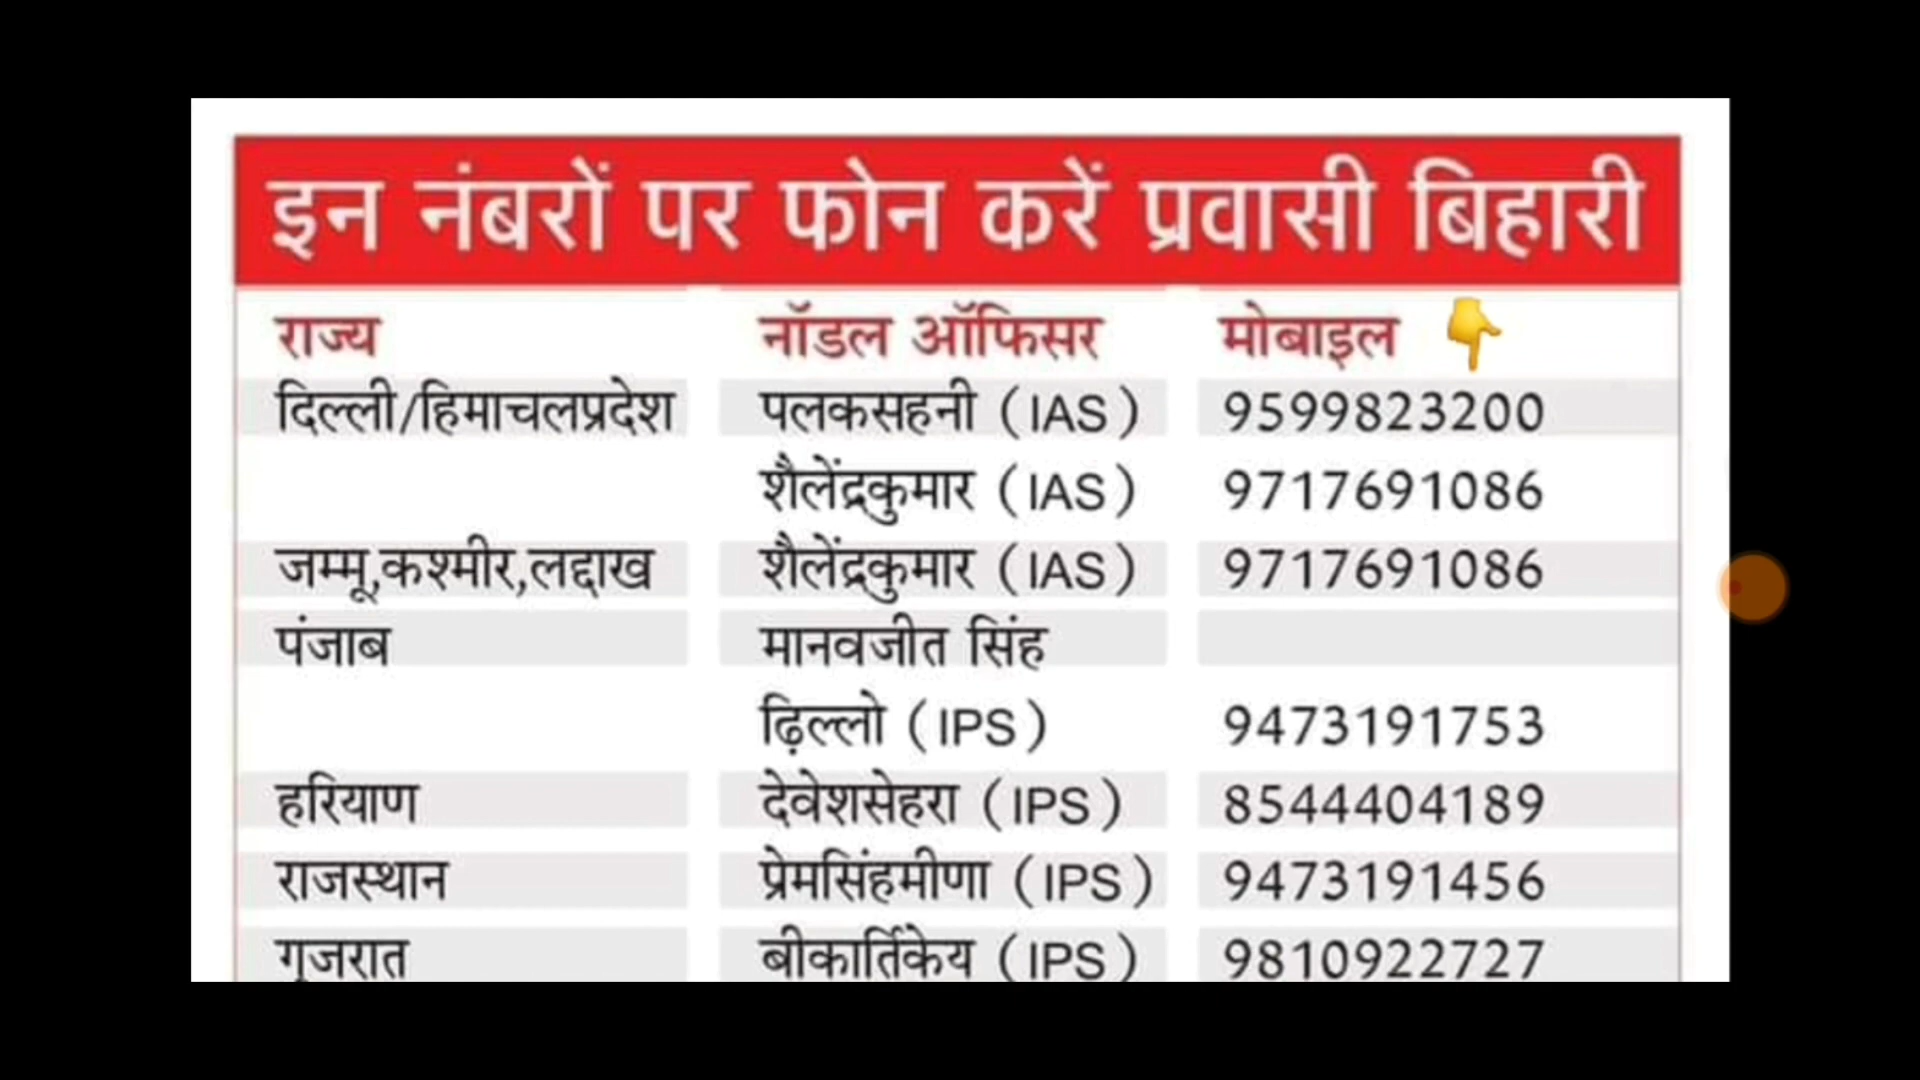 इन नंबरों पर फोन करें प्रवासी बिहारी
राज्य नॉडल ऑफिसर मोबाइल 👇
दिल्ली/हिमाचलप्रदेश पलकसहनी (IAS) 9599823200
शैलेंद्रकुमार (IAS) 9717691086
जम्मू,कश्मीर,लद्दाख शैलेंद्रकुमार (IAS) 9717691086
पंजाब मानवजीत सिंह
ढ़िल्लो (IPS) 9473191753
हरियाण देवेशसेहरा (IPS) 8544404189
राजस्थान प्रेमसिंहमीणा (IPS) 9473191456
गुजरात बीकार्तिकेय (IPS) 9810922727